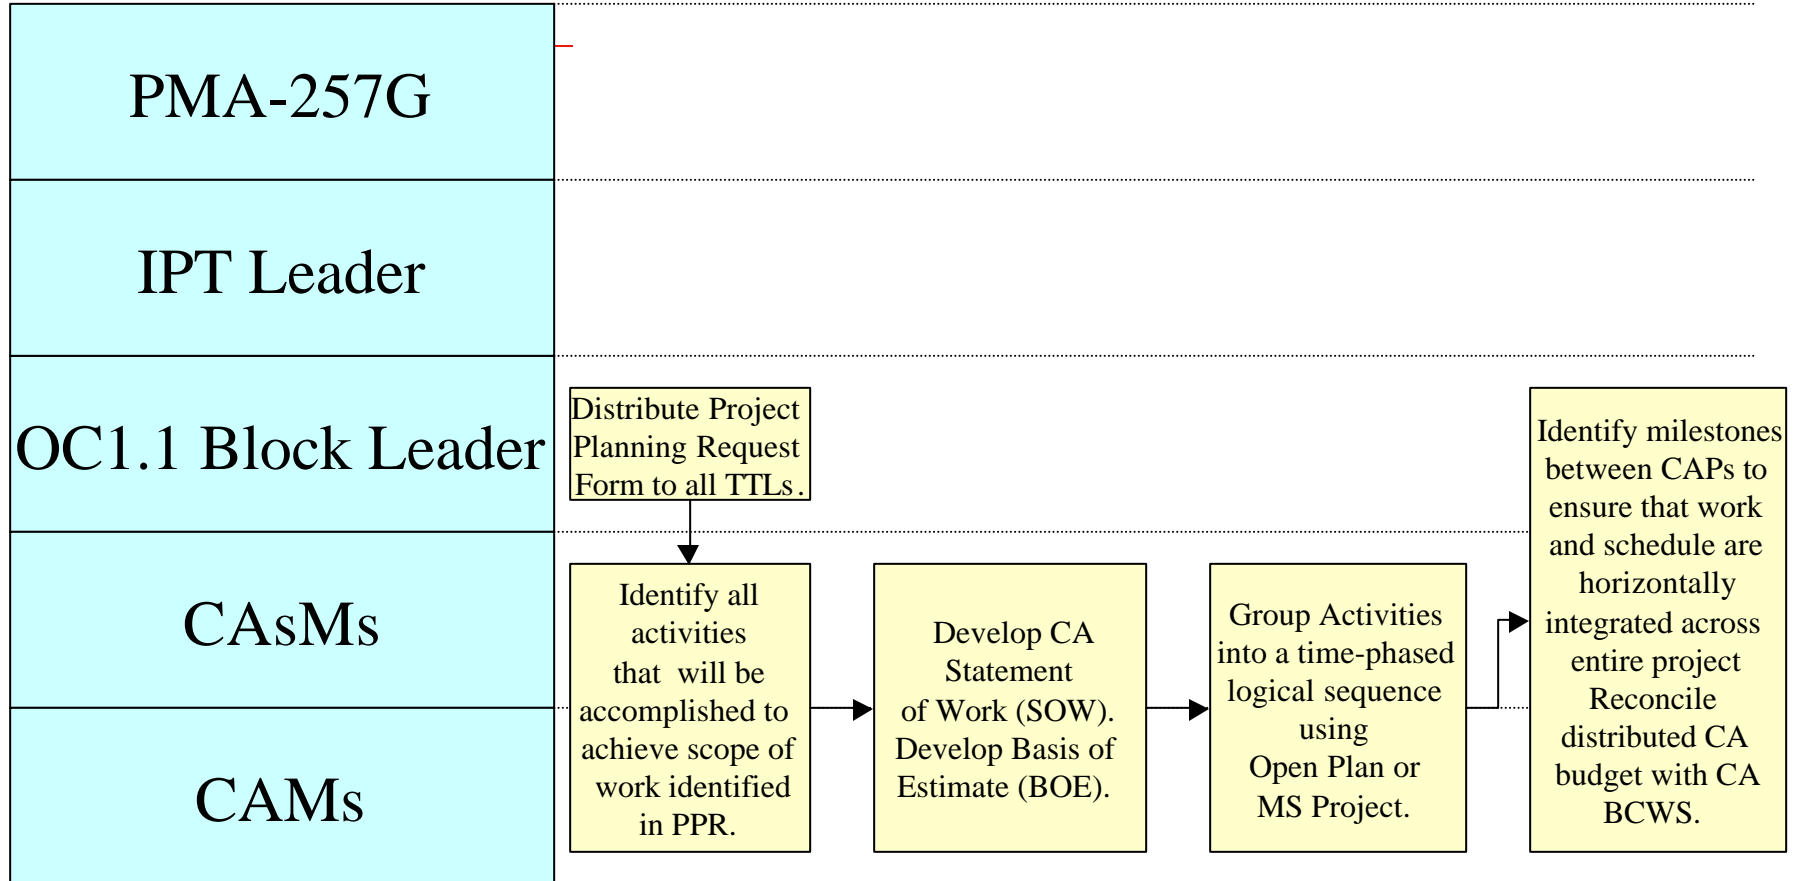 PMA-257G
IPT Leader
OC1.1 Block Leader
CAsMs
CAMs
Distribute Project
Planning Request
Form to all TTLs.
Identify all
activities
that will be
accomplished to
achieve scope of
work identified
in PPR.
Develop CA
Statement
of Work (SOW).
Develop Basis of
Estimate (BOE).
Group Activities
into a time-phased
logical sequence
using
Open Plan or
MS Project.
Identify milestones
between CAPs to
ensure that work
and schedule are
horizontally
integrated across
entire project
Reconcile
distributed CA
budget with CA
BCWS.